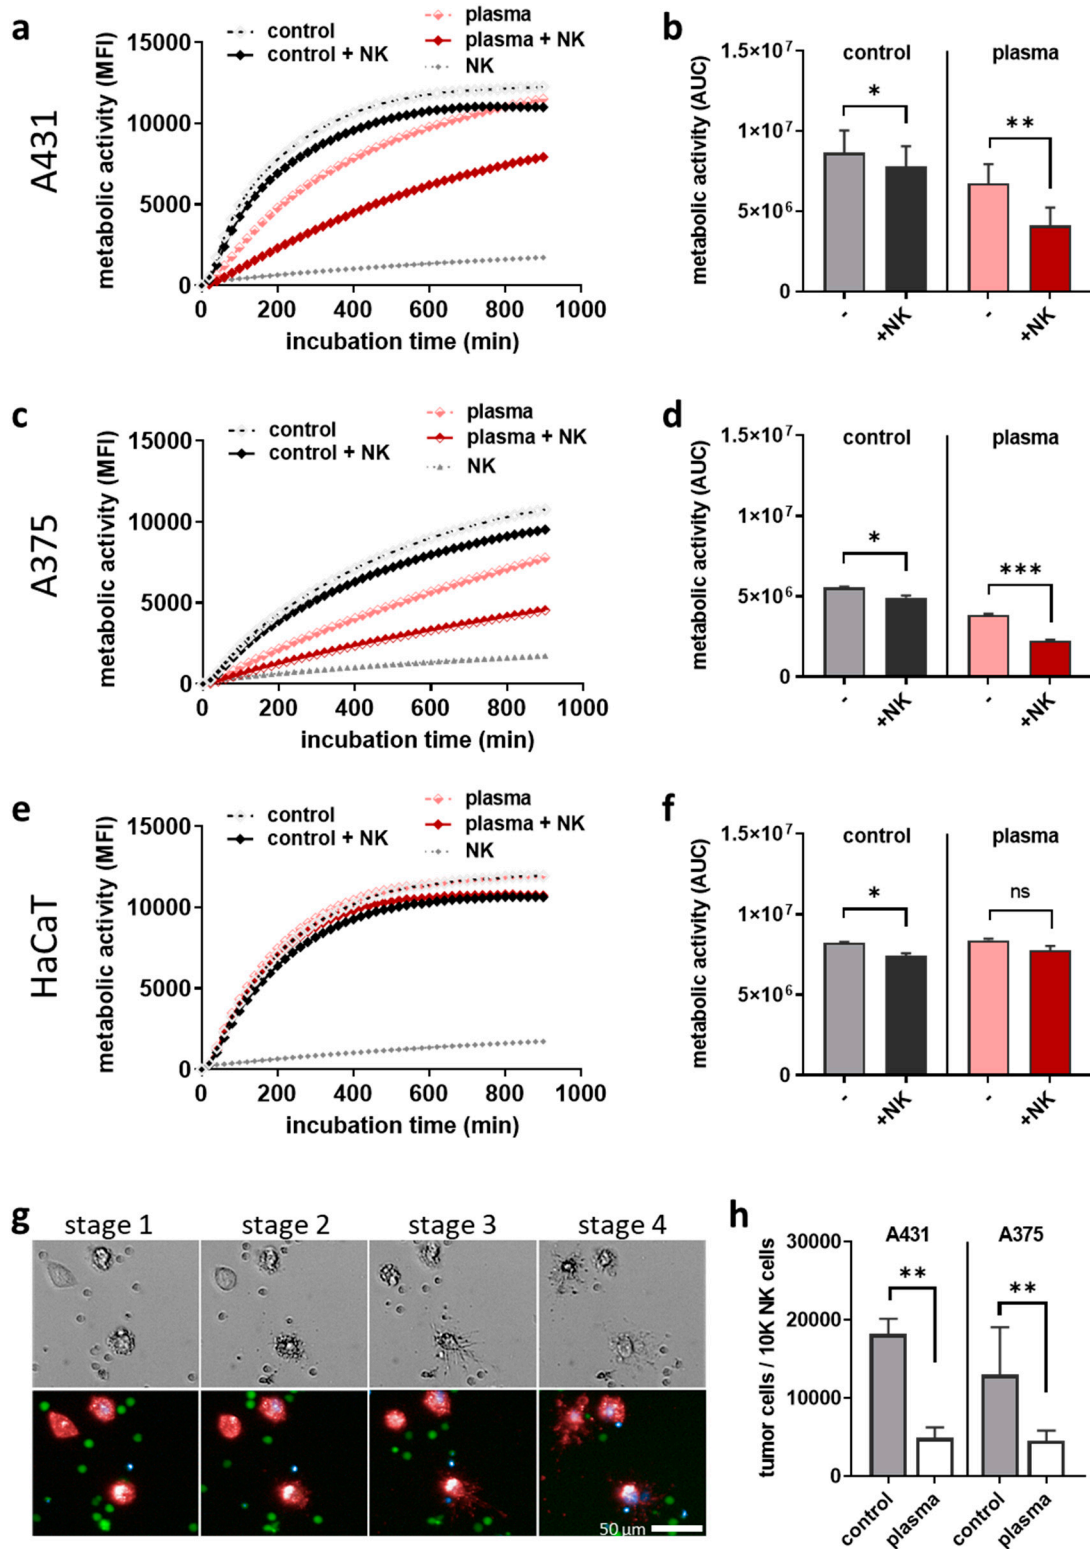 a
A431
control
control + NK
plasma
plasma + NK
NK
metabolic activity (MFI)
15000
10000
5000
0
0 200 400 600 800 1000
incubation time (min)
b
metabolic activity (AUC)
1.5×10⁷
1×10⁷
5×10⁶
0
control plasma
* **
- +NK - +NK
c
A375
control
control + NK
plasma
plasma + NK
NK
metabolic activity (MFI)
15000
10000
5000
0
0 200 400 600 800 1000
incubation time (min)
d
metabolic activity (AUC)
1.5×10⁷
1×10⁷
5×10⁶
0
control plasma
* ***
- +NK - +NK
e
HaCaT
control
control + NK
plasma
plasma + NK
NK
metabolic activity (MFI)
15000
10000
5000
0
0 200 400 600 800 1000
incubation time (min)
f
metabolic activity (AUC)
1.5×10⁷
1×10⁷
5×10⁶
0
control plasma
* ns
- +NK - +NK
g
stage 1 stage 2 stage 3 stage 4
50 µm
h
tumor cells / 10K NK cells
30000
20000
10000
0
A431 A375
** **
control plasma control plasma